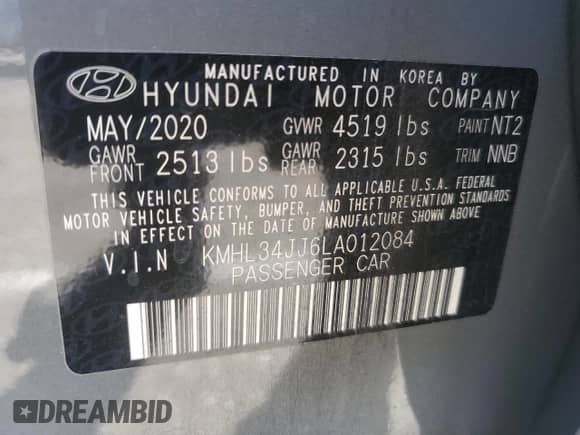 MANUFACTURED IN KOREA BY
HYUNDAI MOTOR COMPANY
MAY/2020 GVWR 4519 lbs PAINT NT2
GAWR FRONT 2513 lbs GAWR REAR 2315 lbs TRIM NNB
THIS VEHICLE CONFORMS TO ALL APPLICABLE U.S.A. FEDERAL
MOTOR VEHICLE SAFETY, BUMPER, AND THEFT PREVENTION STANDARDS
IN EFFECT ON THE DATE OF MANUFACTURE SHOWN ABOVE
V.I.N KMHL34JJ6LA012084
PASSENGER CAR
DREAMBID